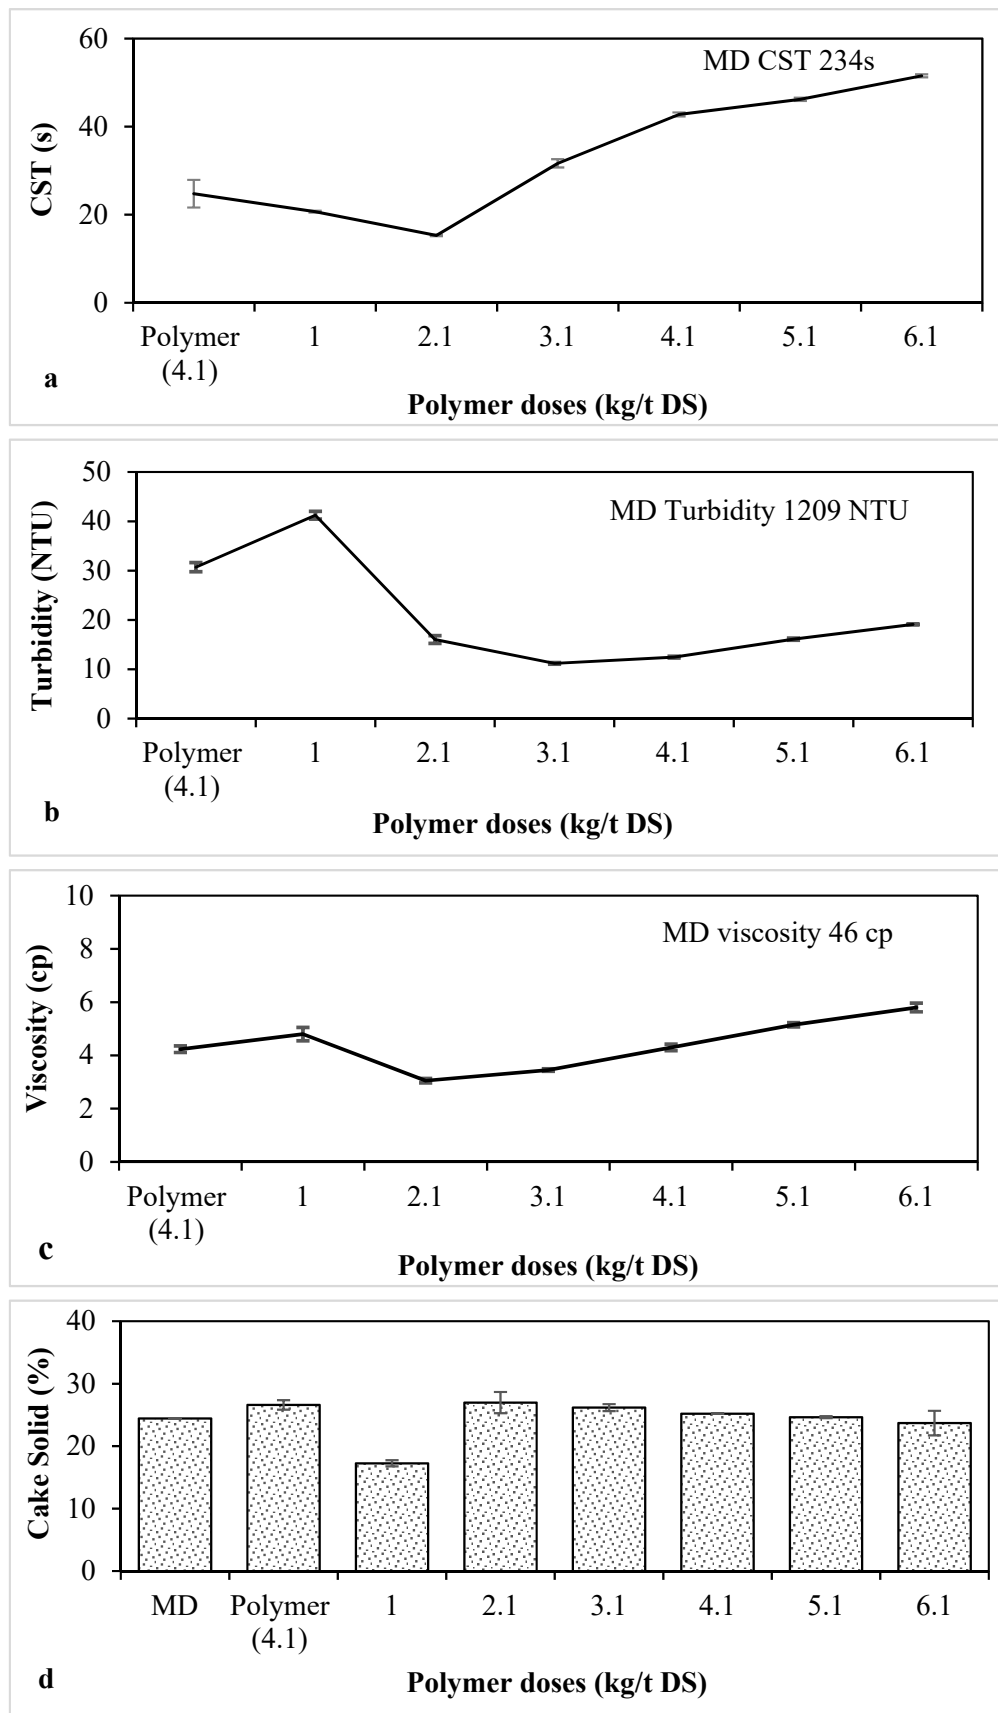 MD CST 234s
60
40
20
0
CST (s)
Polymer 1 2.1 3.1 4.1 5.1 6.1
(4.1)
a
Polymer doses (kg/t DS)
MD Turbidity 1209 NTU
50
40
30
20
10
0
Turbidity (NTU)
Polymer 1 2.1 3.1 4.1 5.1 6.1
(4.1)
b
Polymer doses (kg/t DS)
MD viscosity 46 cp
10
8
6
4
2
0
Viscosity (cp)
Polymer 1 2.1 3.1 4.1 5.1 6.1
(4.1)
c
Polymer doses (kg/t DS)
40
30
20
10
0
Cake Solid (%)
MD Polymer 1 2.1 3.1 4.1 5.1 6.1
(4.1)
d
Polymer doses (kg/t DS)